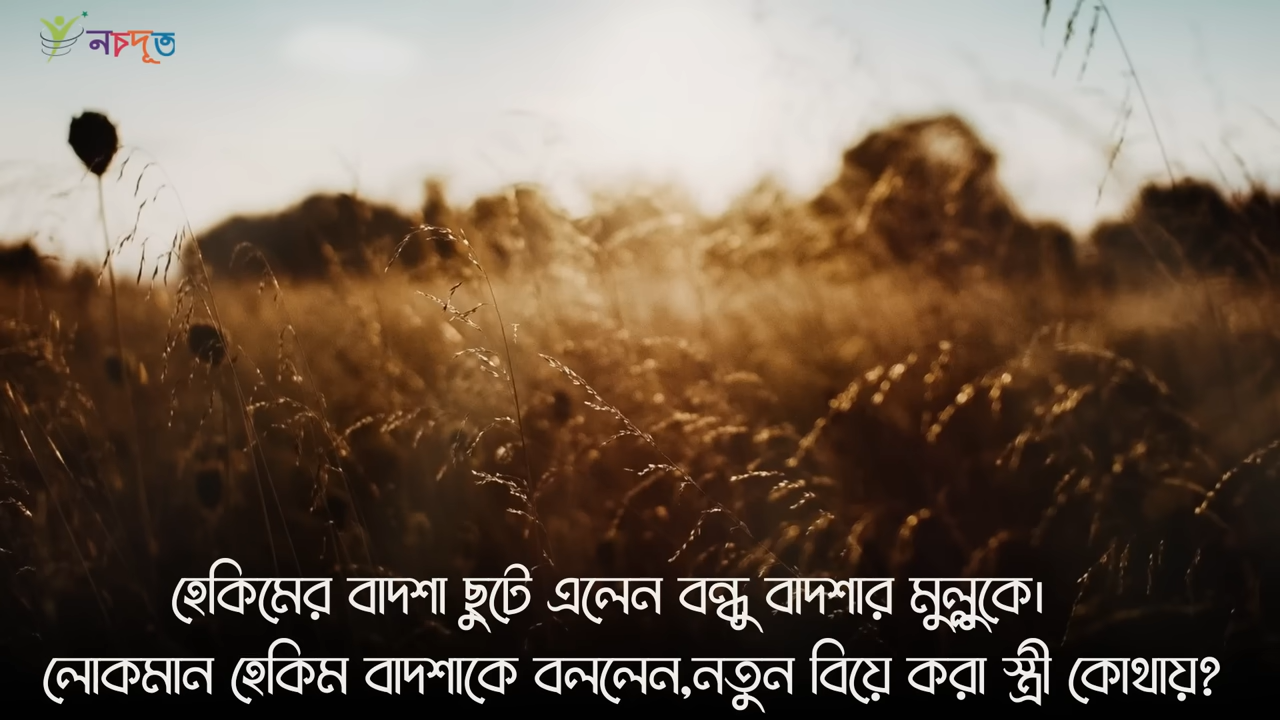 নচদূত
হেকিমের বাদশা ছুটে এলেন বন্ধু বাদশার মুল্লুকে।
লোকমান হেকিম বাদশাকে বললেন,নতুন বিয়ে করা স্ত্রী কোথায়?